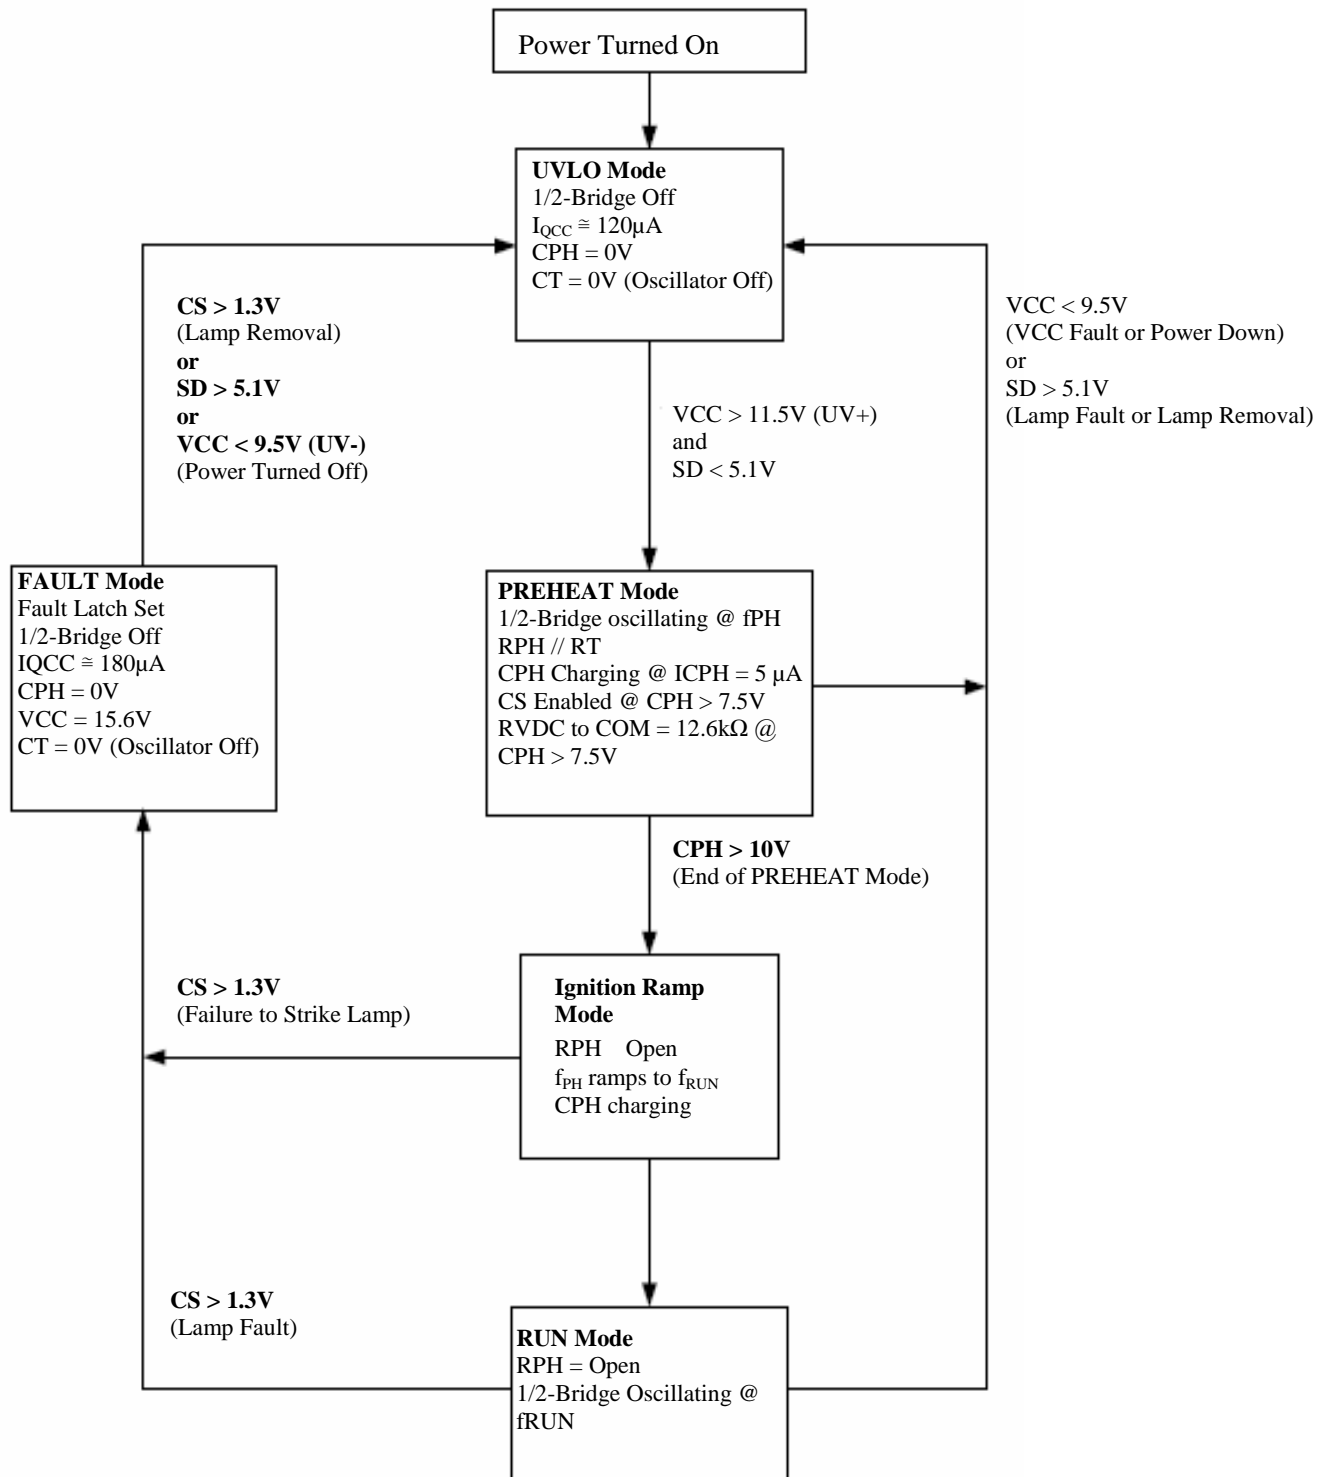 Power Turned On
UVLO Mode
1/2-Bridge Off
IQCC ≅ 120µA
CPH = 0V
CT = 0V (Oscillator Off)
CS > 1.3V
(Lamp Removal)
or
SD > 5.1V
or
VCC < 9.5V (UV-)
(Power Turned Off)
VCC < 9.5V
(VCC Fault or Power Down)
or
SD > 5.1V
(Lamp Fault or Lamp Removal)
VCC > 11.5V (UV+)
and
SD < 5.1V
FAULT Mode
Fault Latch Set
1/2-Bridge Off
IQCC ≅ 180µA
CPH = 0V
VCC = 15.6V
CT = 0V (Oscillator Off)
PREHEAT Mode
1/2-Bridge oscillating @ fPH
RPH // RT
CPH Charging @ ICPH = 5 µA
CS Enabled @ CPH > 7.5V
RVDC to COM = 12.6kΩ @
CPH > 7.5V
CPH > 10V
(End of PREHEAT Mode)
CS > 1.3V
(Failure to Strike Lamp)
Ignition Ramp
Mode
RPH Open
fPH ramps to fRUN
CPH charging
CS > 1.3V
(Lamp Fault)
RUN Mode
RPH = Open
1/2-Bridge Oscillating @
fRUN